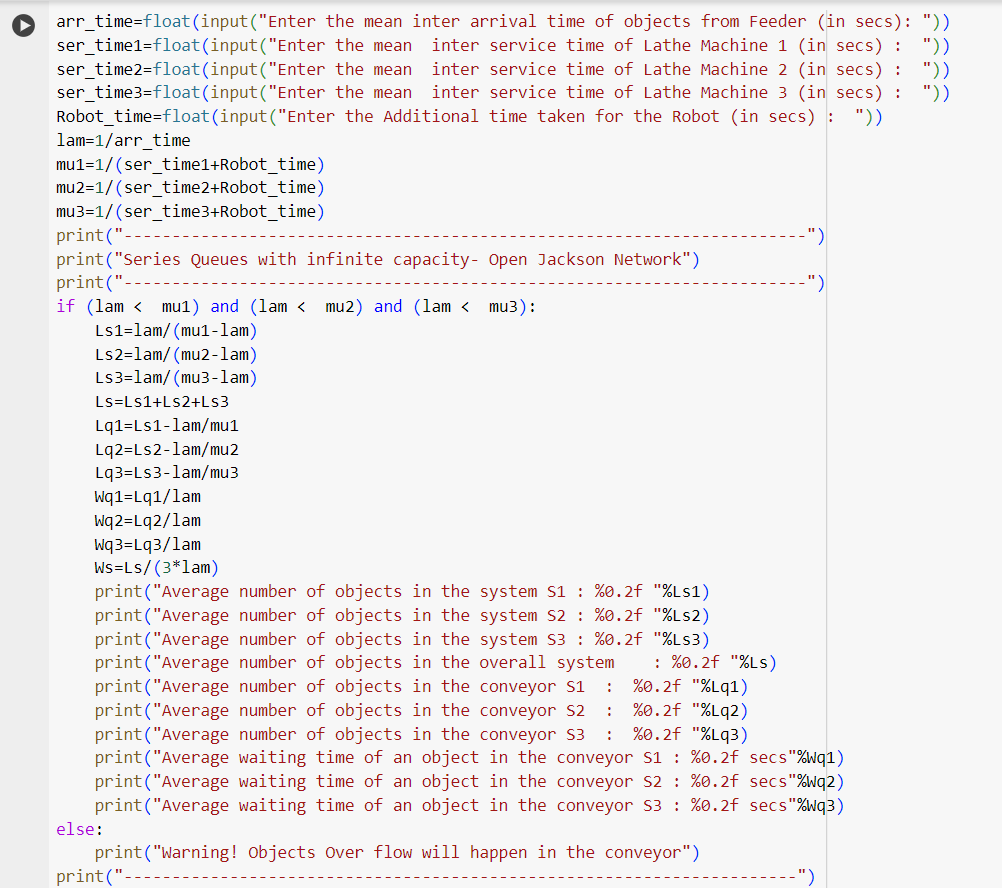 arr_time=float(input("Enter the mean inter arrival time of objects from Feeder (in secs): "))
ser_time1=float(input("Enter the mean  inter service time of Lathe Machine 1 (in secs) :  "))
ser_time2=float(input("Enter the mean  inter service time of Lathe Machine 2 (in secs) :  "))
ser_time3=float(input("Enter the mean  inter service time of Lathe Machine 3 (in secs) :  "))
Robot_time=float(input("Enter the Additional time taken for the Robot (in secs) :  "))
lam=1/arr_time
mu1=1/(ser_time1+Robot_time)
mu2=1/(ser_time2+Robot_time)
mu3=1/(ser_time3+Robot_time)
print("-----------------------------------------------------------------------")
print("Series Queues with infinite capacity- Open Jackson Network")
print("-----------------------------------------------------------------------")
if (lam <  mu1) and (lam <  mu2) and (lam <  mu3):
    Ls1=lam/(mu1-lam)
    Ls2=lam/(mu2-lam)
    Ls3=lam/(mu3-lam)
    Ls=Ls1+Ls2+Ls3
    Lq1=Ls1-lam/mu1
    Lq2=Ls2-lam/mu2
    Lq3=Ls3-lam/mu3
    Wq1=Lq1/lam
    Wq2=Lq2/lam
    Wq3=Lq3/lam
    Ws=Ls/(3*lam)
    print("Average number of objects in the system S1 : %0.2f "%Ls1)
    print("Average number of objects in the system S2 : %0.2f "%Ls2)
    print("Average number of objects in the system S3 : %0.2f "%Ls3)
    print("Average number of objects in the overall system    : %0.2f "%Ls)
    print("Average number of objects in the conveyor S1  :  %0.2f "%Lq1)
    print("Average number of objects in the conveyor S2  :  %0.2f "%Lq2)
    print("Average number of objects in the conveyor S3  :  %0.2f "%Lq3)
    print("Average waiting time of an object in the conveyor S1 : %0.2f secs"%Wq1)
    print("Average waiting time of an object in the conveyor S2 : %0.2f secs"%Wq2)
    print("Average waiting time of an object in the conveyor S3 : %0.2f secs"%Wq3)
else:
    print("Warning! Objects Over flow will happen in the conveyor")
print("----------------------------------------------------------------------")